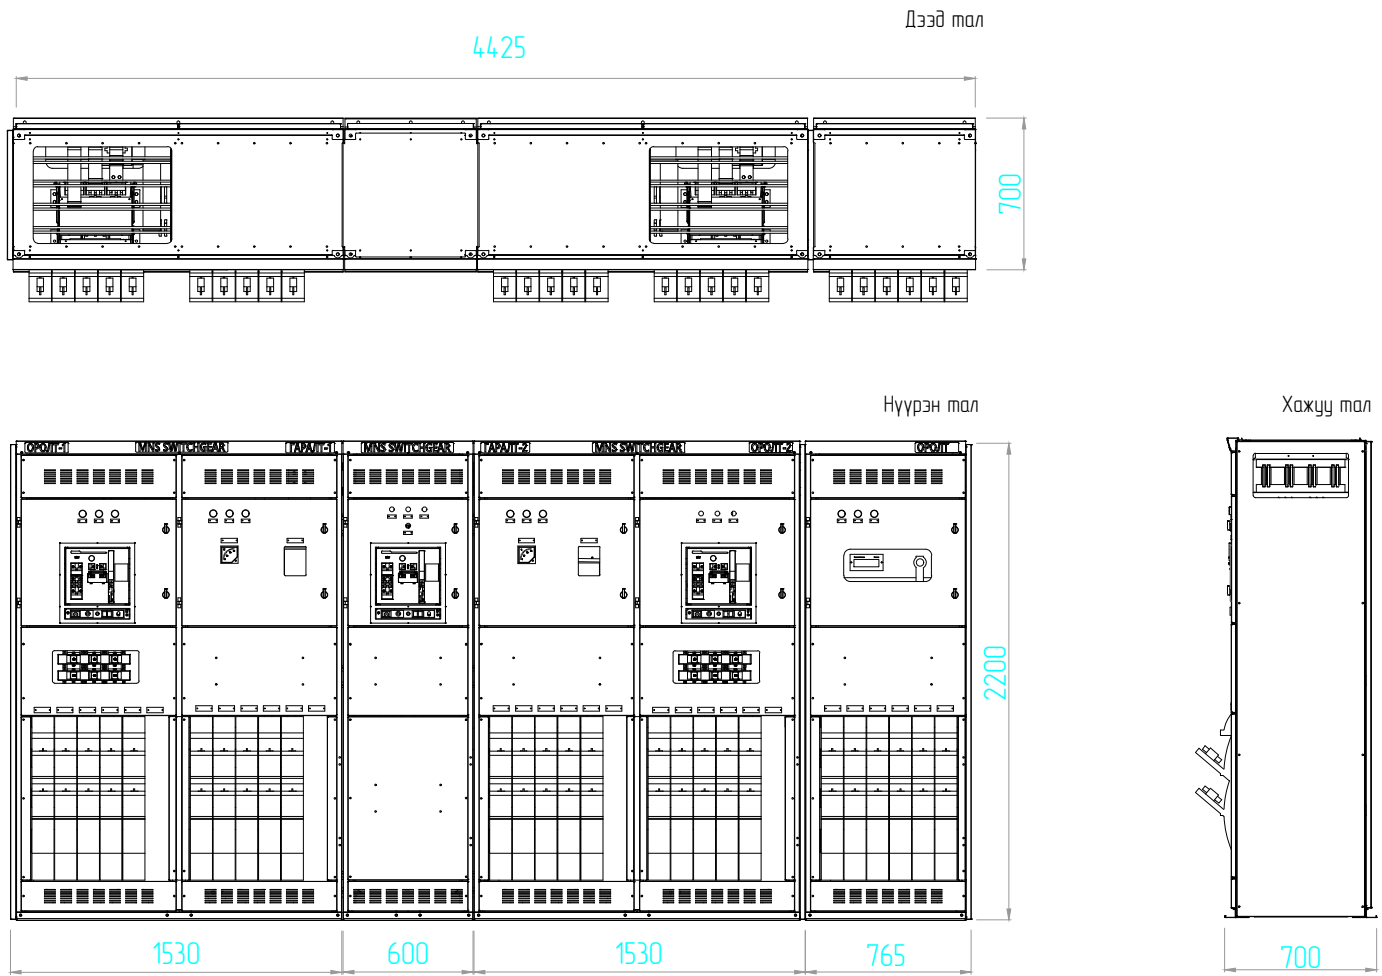 Дээд тал
4425
700
Нүүрэн тал
Хажуу тал
ОРОЛТ-1 MNS SWITCHGEAR ГАРАЛТ-1 MNS SWITCHGEAR ГАРАЛТ-2 MNS SWITCHGEAR ОРОЛТ-2 ОРОЛТ
2200
1530 600 1530 765 700